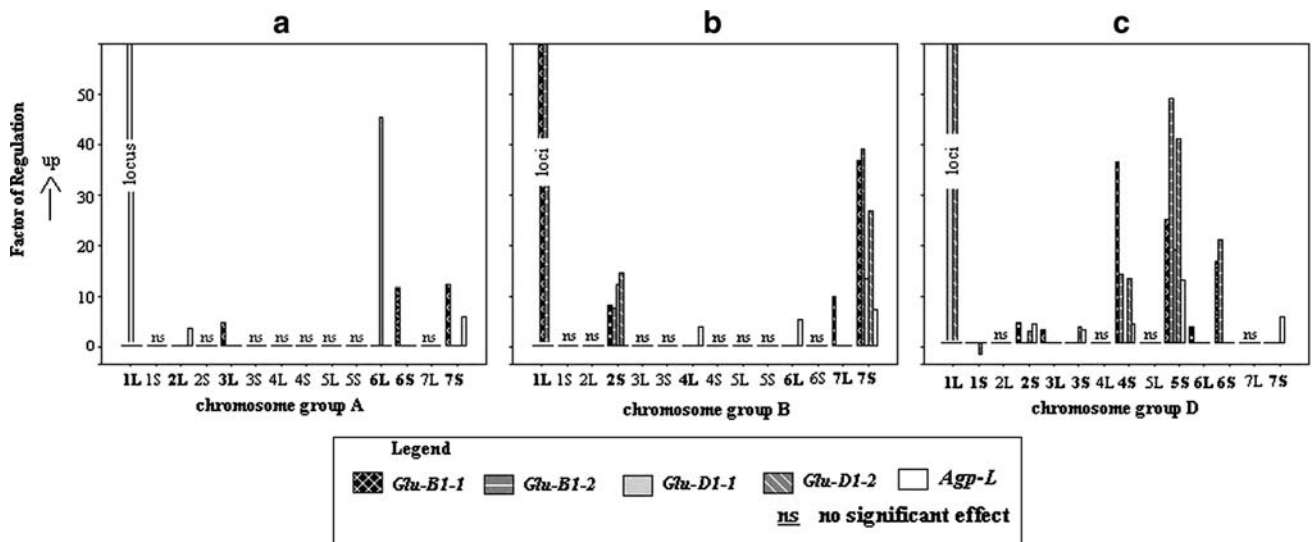 a b c
Factor of Regulation
up
50
40
30
20
10
0
locus
ns ns ns ns ns ns ns ns
1L 1S 2L 2S 3L 3S 4L 4S 5L 5S 6L 6S 7L 7S
chromosome group A
loci
ns ns ns ns ns ns ns ns
1L 1S 2L 2S 3L 3S 4L 4S 5L 5S 6L 6S 7L 7S
chromosome group B
loci
ns ns ns ns
1L 1S 2L 2S 3L 3S 4L 4S 5L 5S 6L 6S 7L 7S
chromosome group D
Legend
Glu-B1-1 Glu-B1-2 Glu-D1-1 Glu-D1-2 Agp-L
ns no significant effect